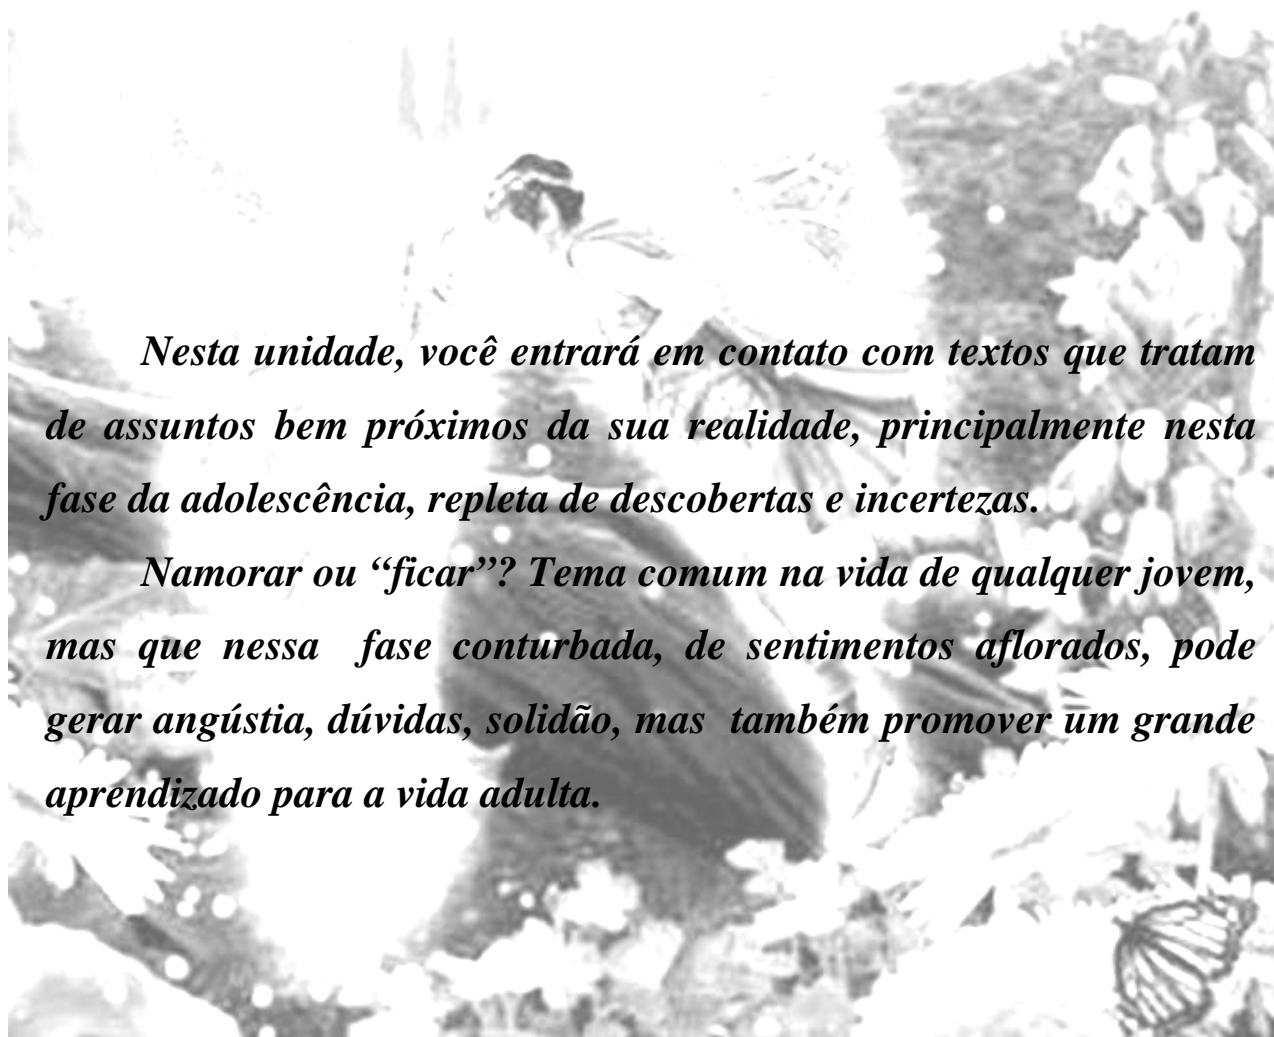 Nesta unidade, você entrará em contato com textos que tratam
de assuntos bem próximos da sua realidade, principalmente nesta
fase da adolescência, repleta de descobertas e incertezas.
Namorar ou “ficar”? Tema comum na vida de qualquer jovem,
mas que nessa fase conturbada, de sentimentos aflorados, pode
gerar angústia, dúvidas, solidão, mas também promover um grande
aprendizado para a vida adulta.